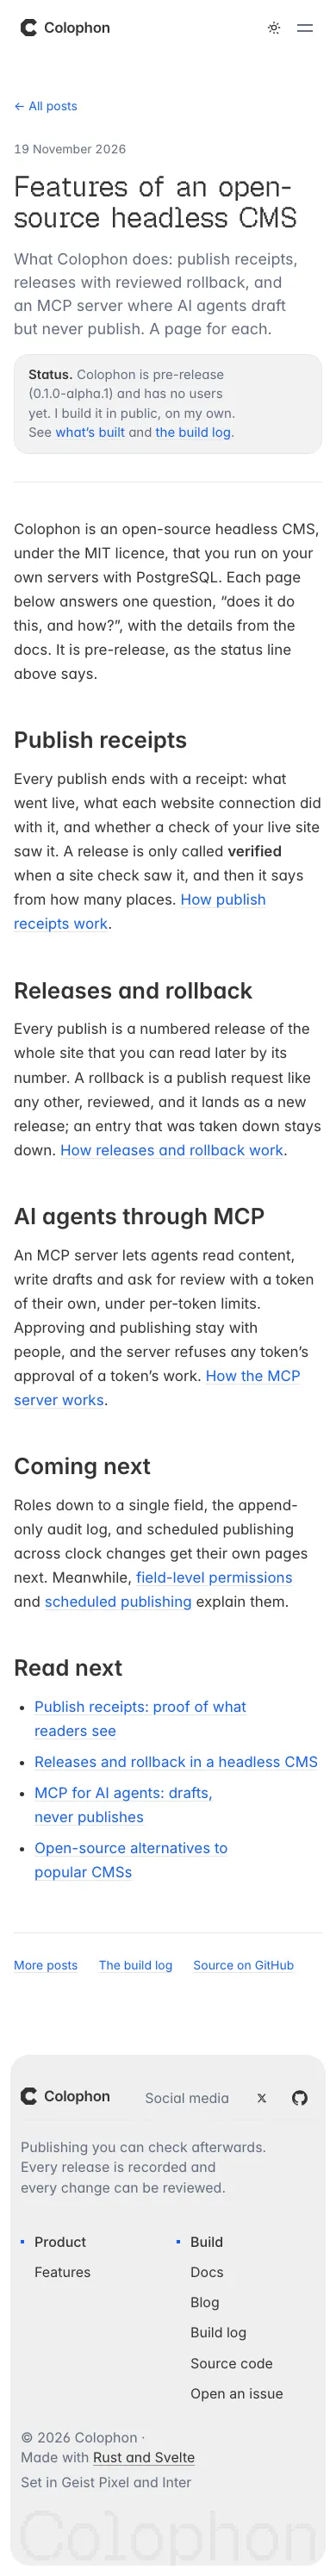 Colophon
← All posts
19 November 2026
Features of an open-
source headless CMS
What Colophon does: publish receipts,
releases with reviewed rollback, and
an MCP server where AI agents draft
but never publish. A page for each.
Status. Colophon is pre-release
(0.1.0-alpha.1) and has no users
yet. I build it in public, on my own.
See what’s built and the build log.
Colophon is an open-source headless CMS,
under the MIT licence, that you run on your
own servers with PostgreSQL. Each page
below answers one question, “does it do
this, and how?”, with the details from the
docs. It is pre-release, as the status line
above says.
Publish receipts
Every publish ends with a receipt: what
went live, what each website connection did
with it, and whether a check of your live site
saw it. A release is only called verified
when a site check saw it, and then it says
from how many places. How publish
receipts work.
Releases and rollback
Every publish is a numbered release of the
whole site that you can read later by its
number. A rollback is a publish request like
any other, reviewed, and it lands as a new
release; an entry that was taken down stays
down. How releases and rollback work.
AI agents through MCP
An MCP server lets agents read content,
write drafts and ask for review with a token
of their own, under per-token limits.
Approving and publishing stay with
people, and the server refuses any token’s
approval of a token’s work. How the MCP
server works.
Coming next
Roles down to a single field, the append-
only audit log, and scheduled publishing
across clock changes get their own pages
next. Meanwhile, field-level permissions
and scheduled publishing explain them.
Read next
• Publish receipts: proof of what
readers see
• Releases and rollback in a headless CMS
• MCP for AI agents: drafts,
never publishes
• Open-source alternatives to
popular CMSs
More posts The build log Source on GitHub
Colophon Social media
Publishing you can check afterwards.
Every release is recorded and
every change can be reviewed.
Product
Features
Build
Docs
Blog
Build log
Source code
Open an issue
© 2026 Colophon ·
Made with Rust and Svelte
Set in Geist Pixel and Inter
Colophon